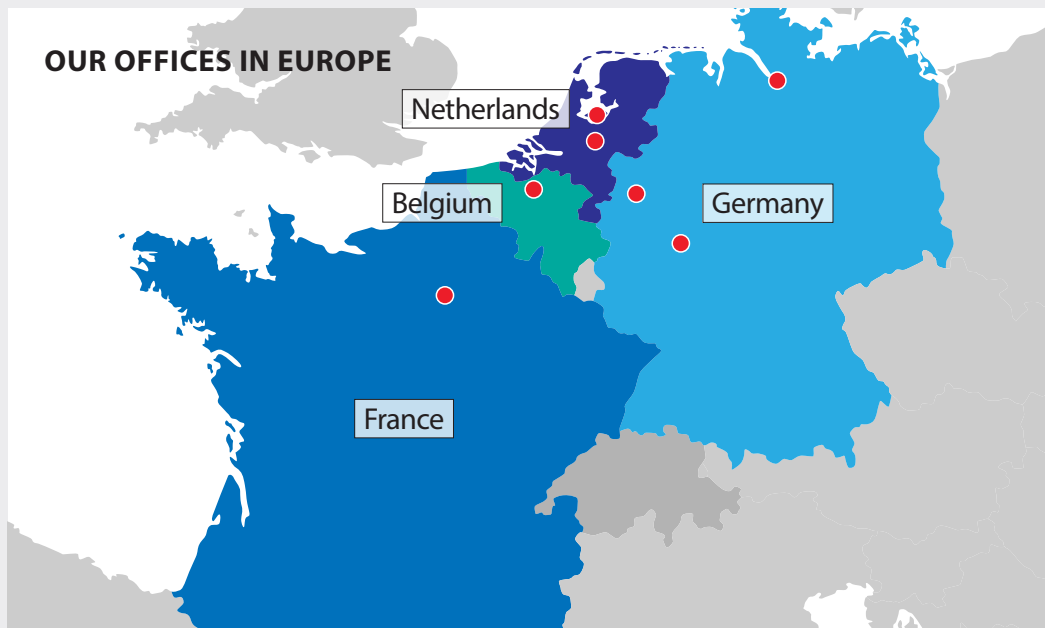 OUR OFFICES IN EUROPE
Netherlands
Belgium
Germany
France